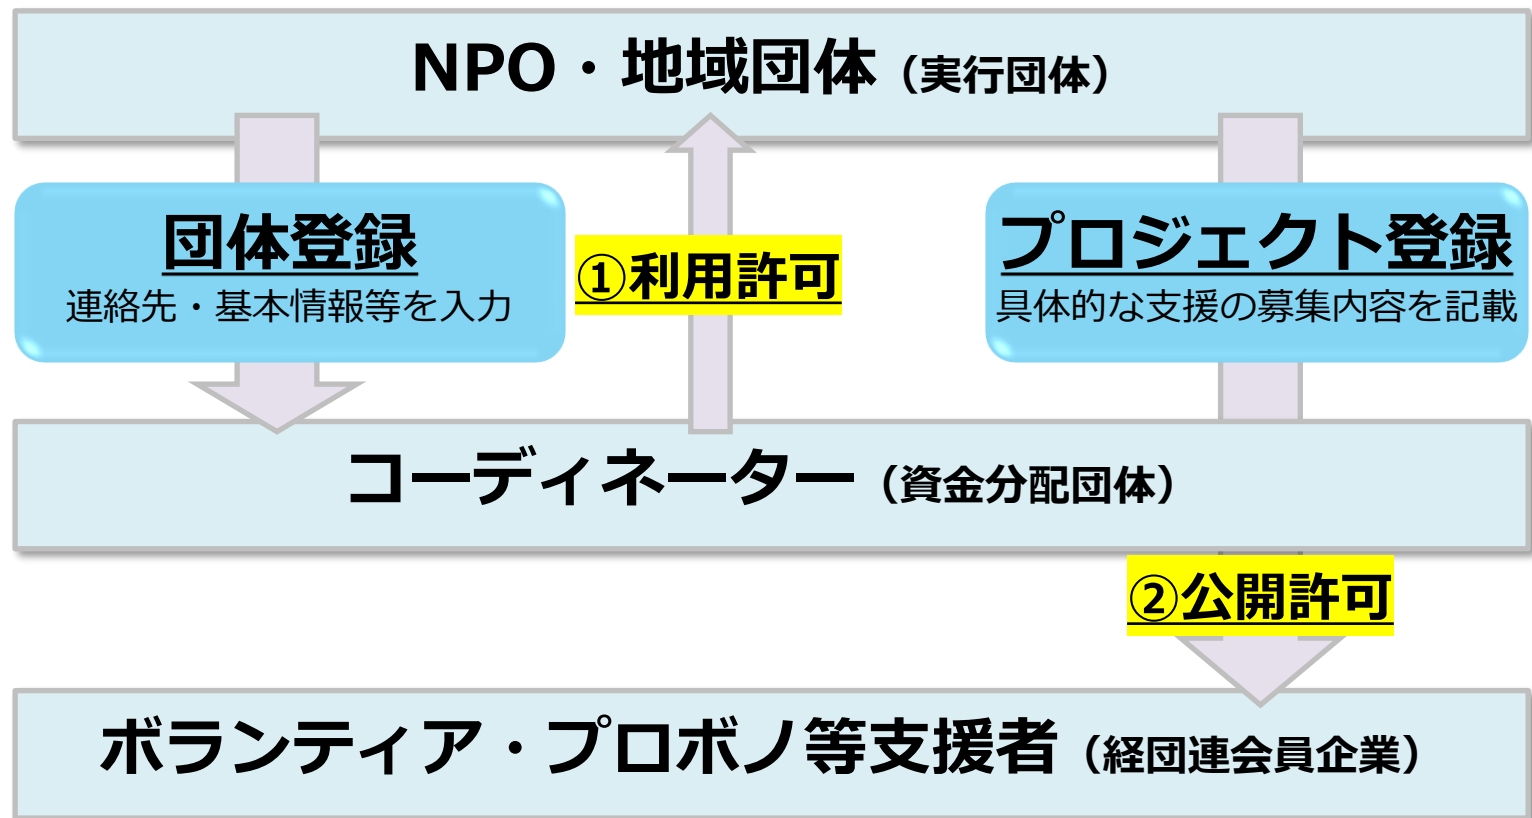 NPO・地域団体（実行団体）
団体登録
連絡先・基本情報等を入力
①利用許可
プロジェクト登録
具体的な支援の募集内容を記載
コーディネーター（資金分配団体）
②公開許可
ボランティア・プロボノ等支援者（経団連会員企業）